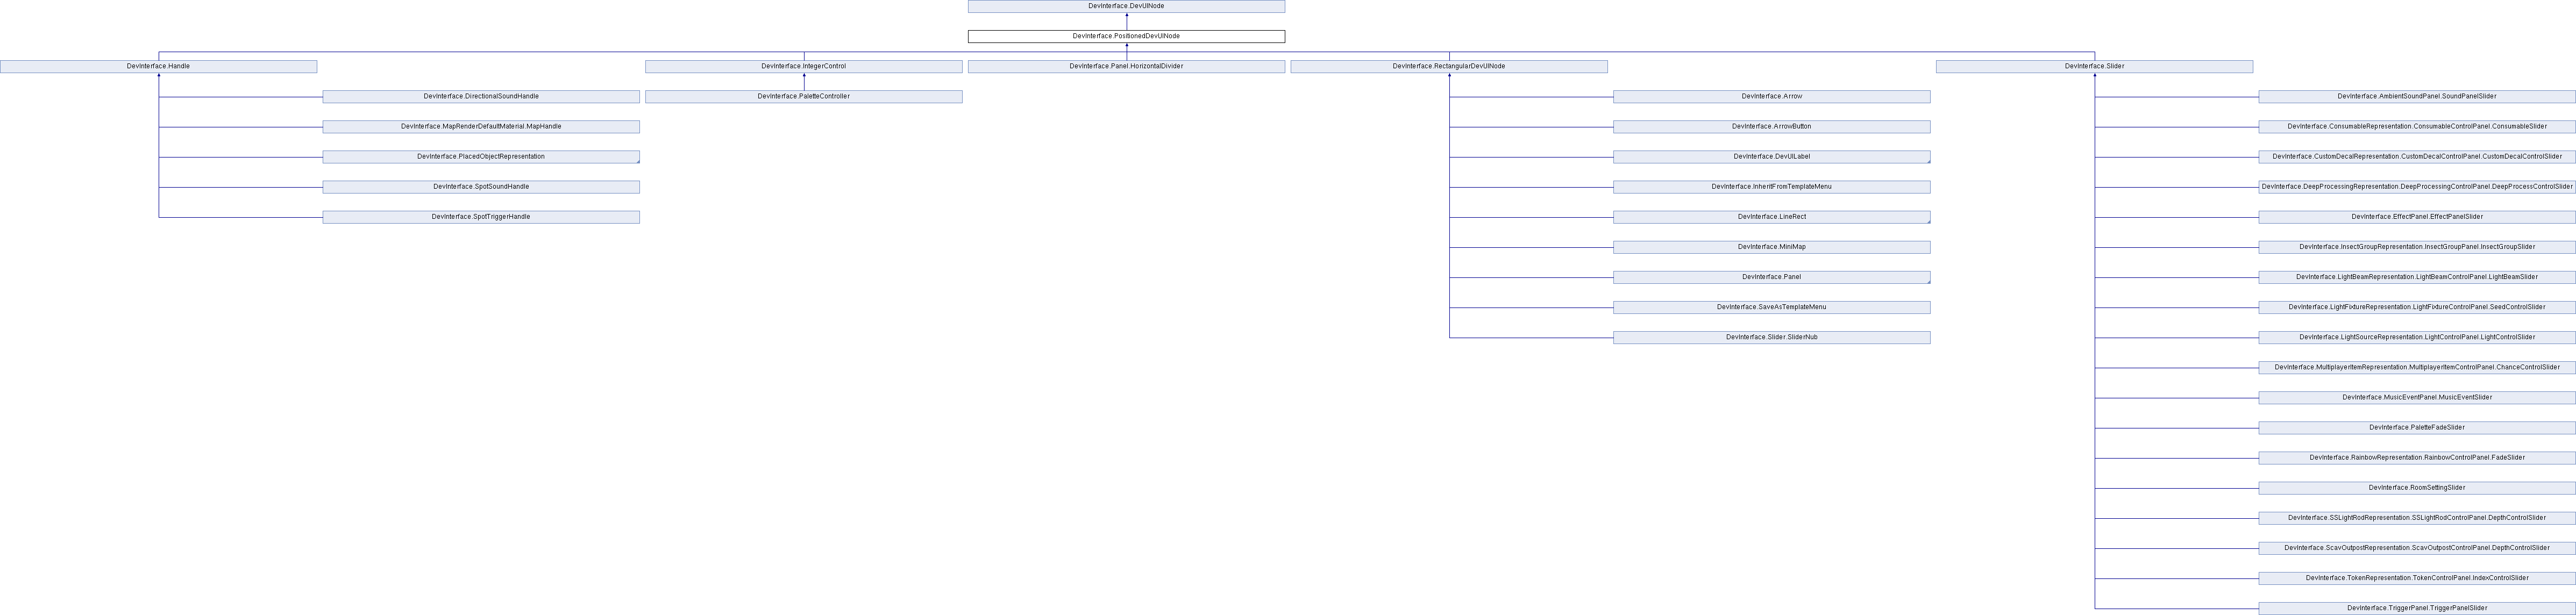 DevInterface.DevUINode
DevInterface.PositionedDevUINode
DevInterface.Handle
DevInterface.IntegerControl
DevInterface.Panel.HorizontalDivider
DevInterface.RectangularDevUINode
DevInterface.Slider
DevInterface.DirectionalSoundHandle
DevInterface.PaletteController
DevInterface.Arrow
DevInterface.AmbientSoundPanel.SoundPanelSlider
DevInterface.MapRenderDefaultMaterial.MapHandle
DevInterface.ArrowButton
DevInterface.ConsumableRepresentation.ConsumableControlPanel.ConsumableSlider
DevInterface.PlacedObjectRepresentation
DevInterface.DevUILabel
DevInterface.CustomDecalRepresentation.CustomDecalControlPanel.CustomDecalControlSlider
DevInterface.SpotSoundHandle
DevInterface.InheritFromTemplateMenu
DevInterface.DeepProcessingRepresentation.DeepProcessingControlPanel.DeepProcessControlSlider
DevInterface.SpotTriggerHandle
DevInterface.LineRect
DevInterface.EffectPanel.EffectPanelSlider
DevInterface.MiniMap
DevInterface.InsectGroupRepresentation.InsectGroupPanel.InsectGroupSlider
DevInterface.Panel
DevInterface.LightBeamRepresentation.LightBeamControlPanel.LightBeamSlider
DevInterface.SaveAsTemplateMenu
DevInterface.LightFixtureRepresentation.LightFixtureControlPanel.SeedControlSlider
DevInterface.Slider.SliderNub
DevInterface.LightSourceRepresentation.LightControlPanel.LightControlSlider
DevInterface.MultiplayerItemRepresentation.MultiplayerItemControlPanel.ChanceControlSlider
DevInterface.MusicEventPanel.MusicEventSlider
DevInterface.PaletteFadeSlider
DevInterface.RainbowRepresentation.RainbowControlPanel.FadeSlider
DevInterface.RoomSettingSlider
DevInterface.SSLightRodRepresentation.SSLightRodControlPanel.DepthControlSlider
DevInterface.ScavOutpostRepresentation.ScavOutpostControlPanel.DepthControlSlider
DevInterface.TokenRepresentation.TokenControlPanel.IndexControlSlider
DevInterface.TriggerPanel.TriggerPanelSlider